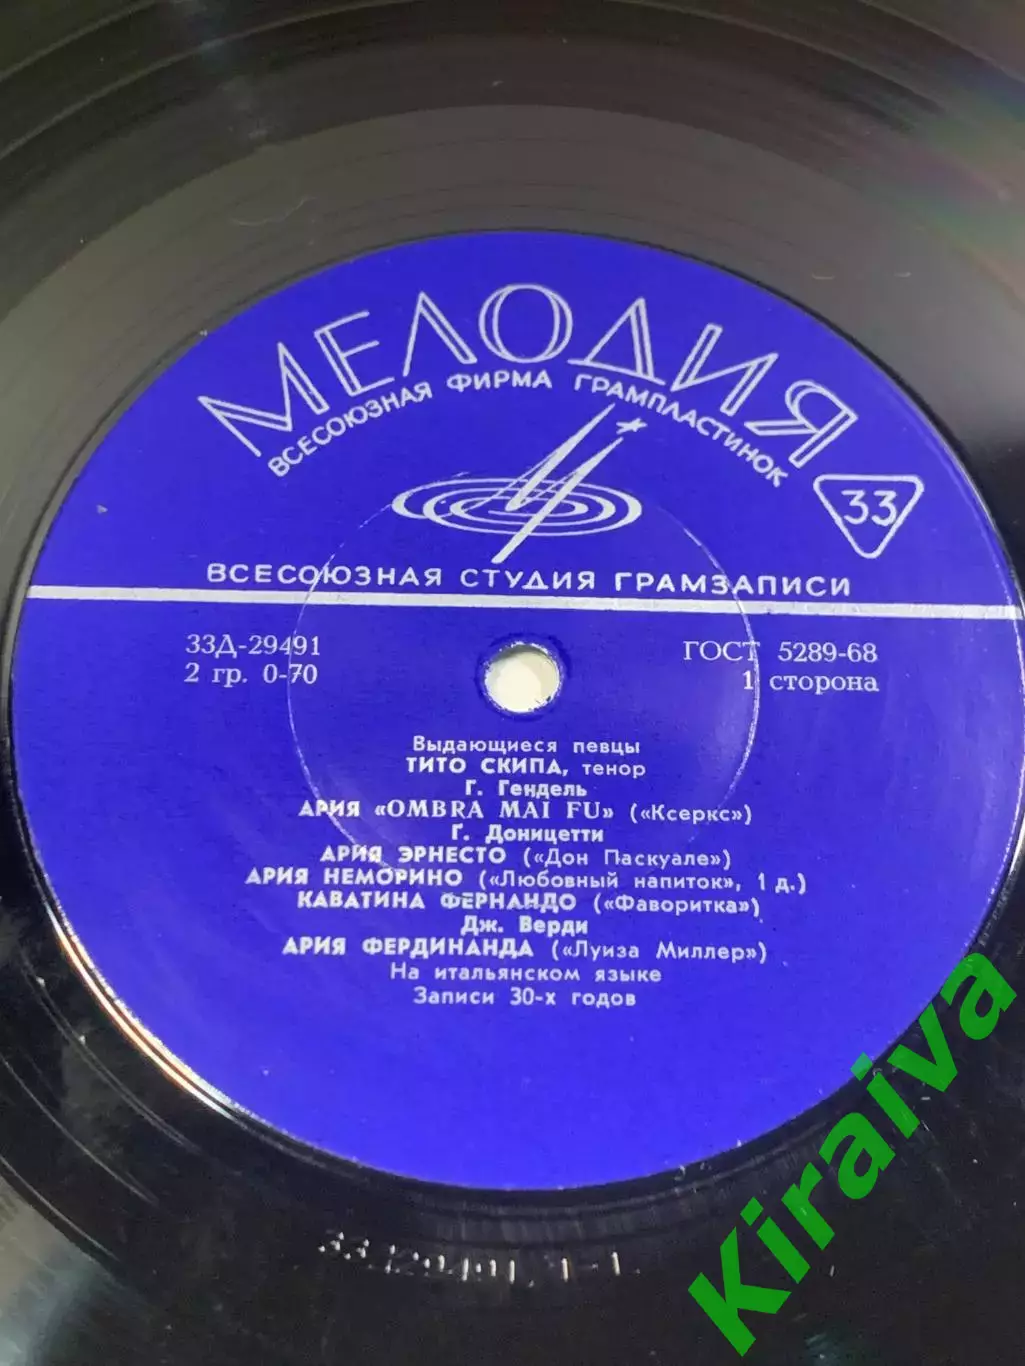 МЕЛОДИЯ
ВСЕСОЮЗНАЯ ФИРМА ГРАМПЛАСТИНОК
33
ВСЕСОЮЗНАЯ СТУДИЯ ГРАМЗАПИСИ
33Д-29491
ГОСТ 5289-68
2 гр. 0-70
1 сторона
Выдающиеся певцы
ТИТО СКИПА, тенор
Г. Гендель
АРИЯ «OMBRA MAI FU» («Ксеркс»)
Г. Доницетти
АРИЯ ЭРНЕСТО («Дон Паскуале»)
АРИЯ НЕМОРИНО («Любовный напиток», 1 д.)
КАВАТИНА ФЕРНАНДО («Фаворитка»)
Дж. Верди
АРИЯ ФЕРДИНАНДА («Луиза Миллер»)
На итальянском языке
Записи 30-х годов
Kiraiva